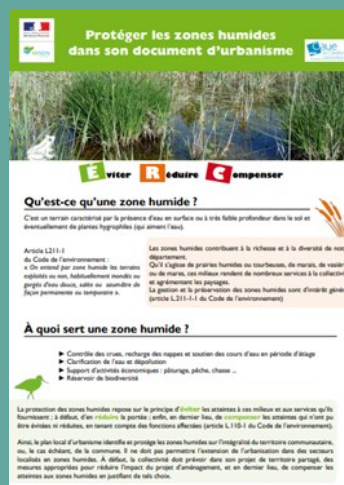 Protéger les zones humides
dans son document d'urbanisme
Éviter Réduire Compenser
Qu'est-ce qu'une zone humide ?
C'est un terrain caractérisé par la présence d'eau en surface ou à très faible profondeur dans le sol et
éventuellement de plantes hygrophiles (qui aiment l'eau).
Article L211-1
du Code de l'environnement :
« On entend par zone humide les terrains
exploités ou non, habituellement inondés ou
gorgés d'eau douce, salée ou saumâtre de
façon permanente ou temporaire ».
Les zones humides contribuent à la richesse et à la diversité de notre
département.
Qu'il s'agisse de prairies humides ou tourbeuses, de marais, de vasières
ou de mares, ces milieux rendent de nombreux services à la collectivité
et agrémentent les paysages.
La gestion et la préservation des zones humides sont d'intérêt général
(article L.211-1-1 du Code de l'environnement)
À quoi sert une zone humide ?
► Contrôle des crues, recharge des nappes et soutien des cours d'eau en période d'étiage
► Clarification de l'eau et dépollution
► Support d'activités économiques : pâturage, pêche, chasse ...
► Réservoir de biodiversité
La protection des zones humides repose sur le principe d'éviter les atteintes à ces milieux et aux services qu'ils
fournissent ; à défaut, d'en réduire la portée ; enfin, en dernier lieu, de compenser les atteintes qui n'ont pu
être évitées ni réduites, en tenant compte des fonctions affectées (article L.110-1 du Code de l'environnement).
Ainsi, le plan local d'urbanisme identifie et protège les zones humides sur l'intégralité du territoire communautaire,
ou, le cas échéant, de la commune. Il ne doit pas permettre l'extension de l'urbanisation dans des secteurs
localisés en zones humides. À défaut, la collectivité doit prévoir dans son projet de territoire partagé, des
mesures appropriées pour réduire l'impact du projet d'aménagement, et en dernier lieu, de compenser les
atteintes aux zones humides en justifiant de tels choix.